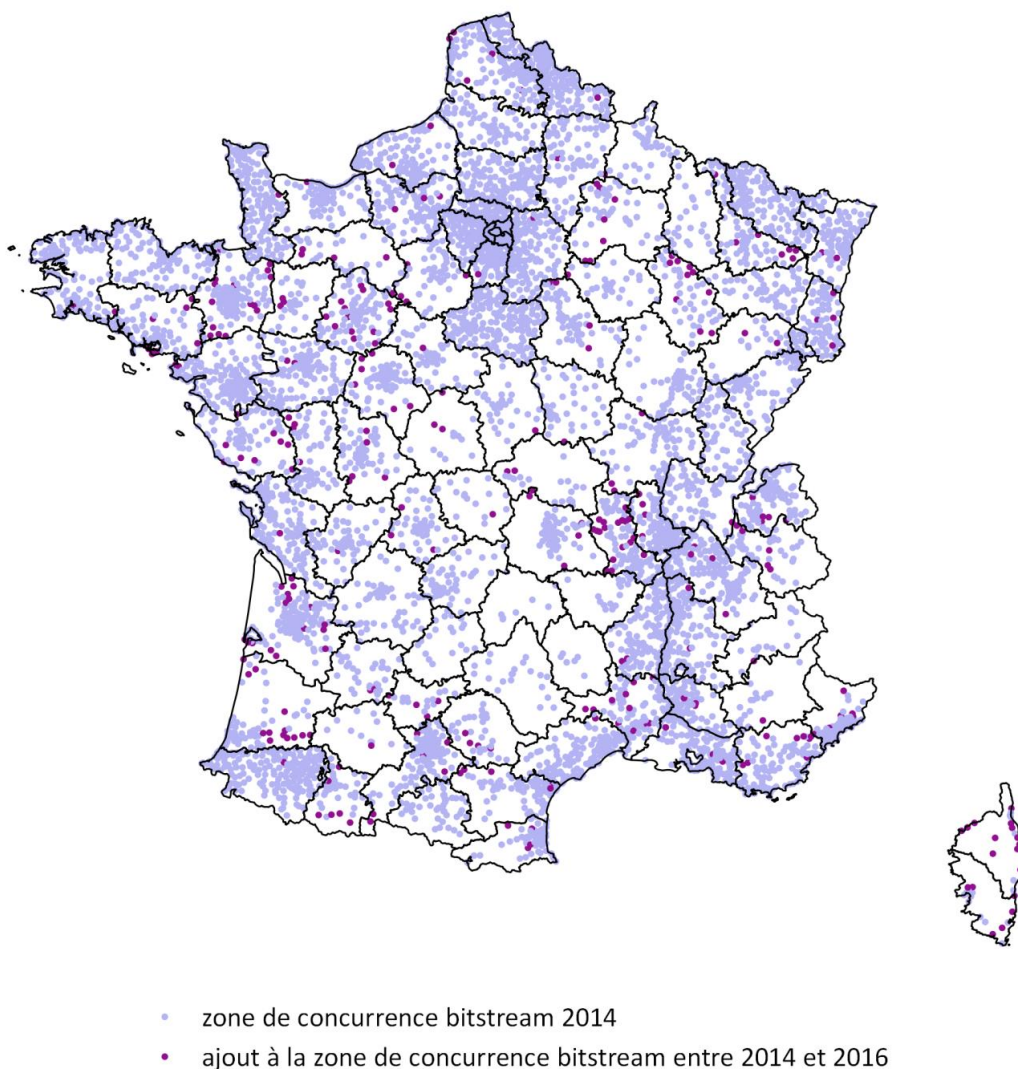 zone de concurrence bitstream 2014
ajout à la zone de concurrence bitstream entre 2014 et 2016